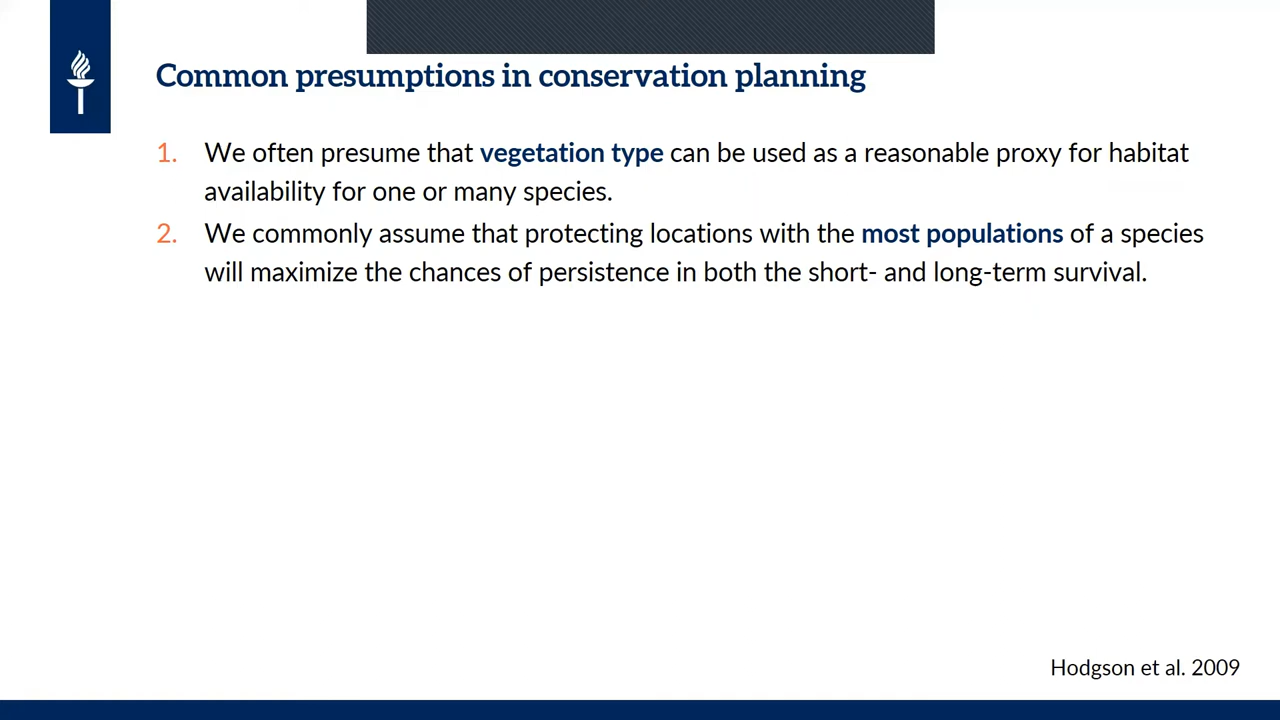 Common presumptions in conservation planning
1. We often presume that vegetation type can be used as a reasonable proxy for habitat
availability for one or many species.
2. We commonly assume that protecting locations with the most populations of a species
will maximize the chances of persistence in both the short- and long-term survival.
Hodgson et al. 2009